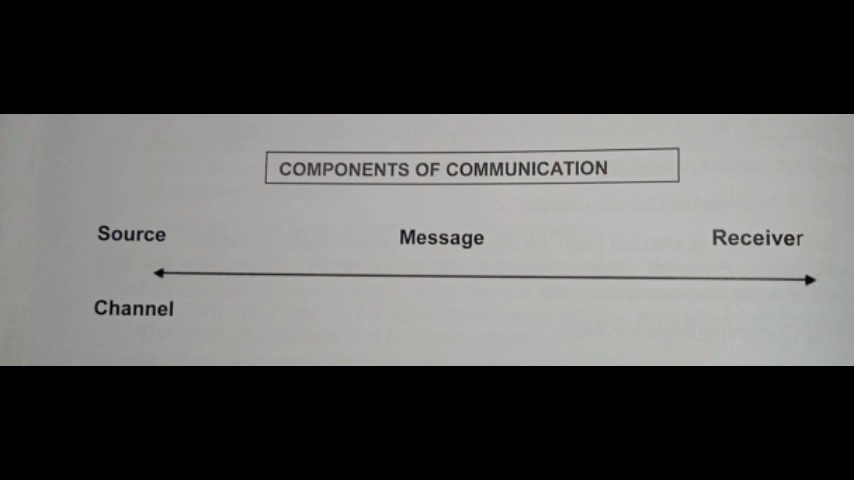 COMPONENTS OF COMMUNICATION
Source Message Receiver
Channel